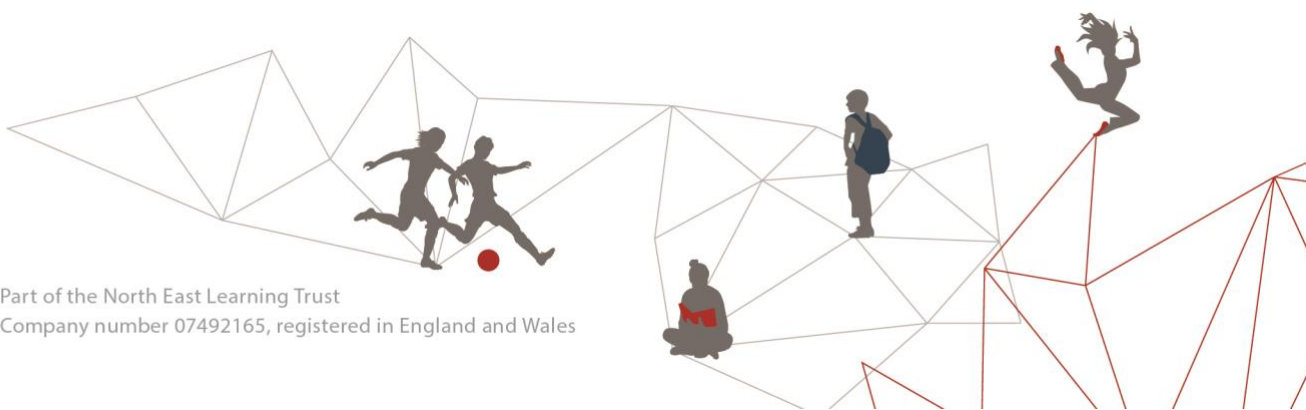 Part of the North East Learning Trust
Company number 07492165, registered in England and Wales